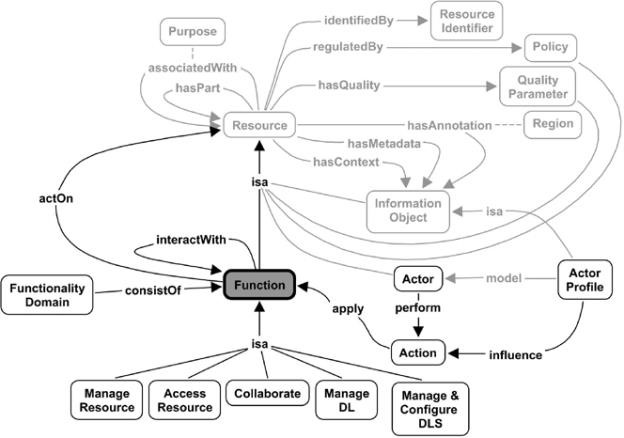 Purpose
identifiedBy
Resource
Identifier
regulatedBy
Policy
associatedWith
hasPart
hasQuality
Quality
Parameter
Resource
hasAnnotation
Region
hasMetadata
hasContext
isa
actOn
Information
Object
isa
interactWith
Functionality
Domain
consistOf
Function
Actor
model
Actor
Profile
apply
perform
isa
Action
influence
Manage
Resource
Access
Resource
Collaborate
Manage
DL
Manage &
Configure
DLS